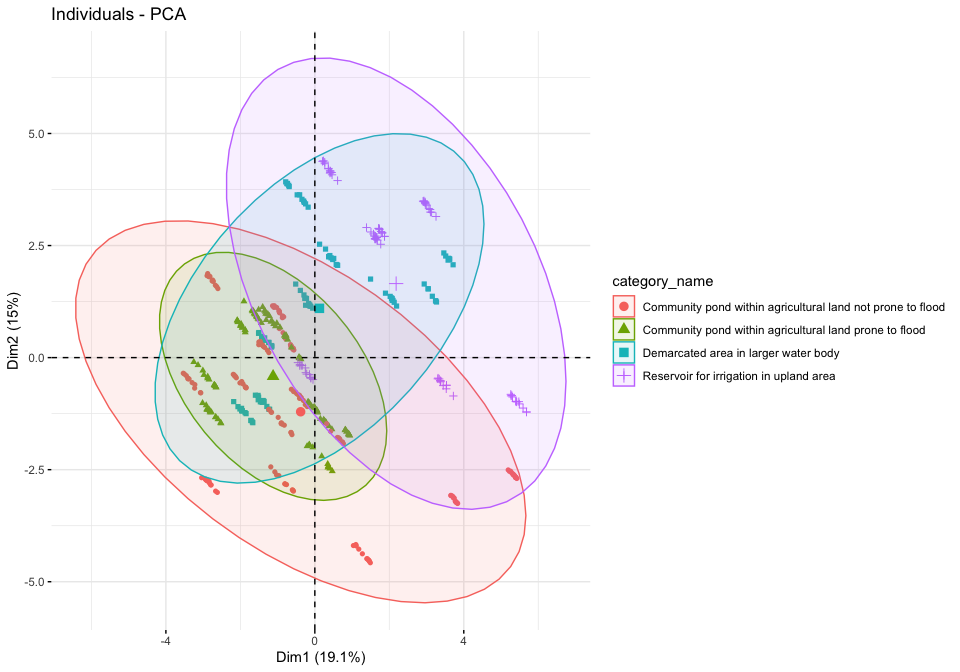 Individuals - PCA
5.0
2.5
0.0
-2.5
-5.0
Dim2 (15%)
-4
0
4
Dim1 (19.1%)
category_name
Community pond within agricultural land not prone to flood
Community pond within agricultural land prone to flood
Demarcated area in larger water body
Reservoir for irrigation in upland area